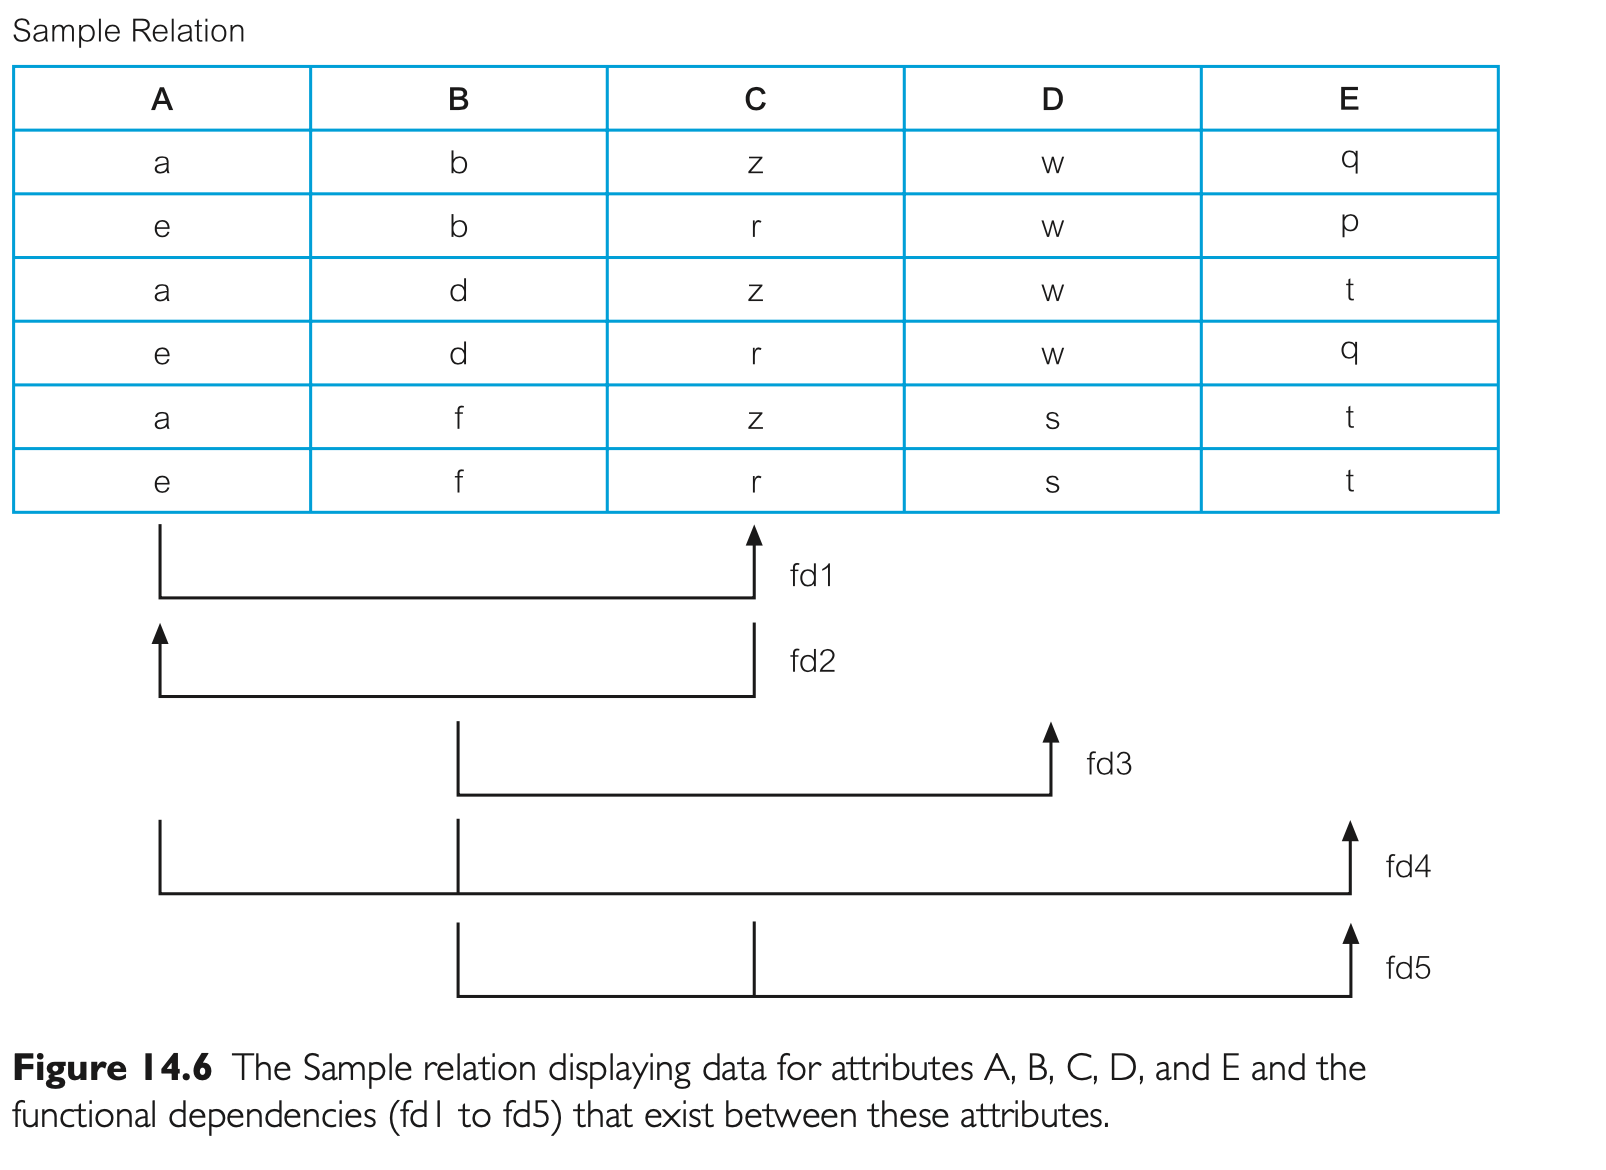 Sample Relation
A B C D E
a b z w q
e b r w p
a d z w t
e d r w q
a f z s t
e f r s t
fd1
fd2
fd3
fd4
fd5
Figure 14.6 The Sample relation displaying data for attributes A, B, C, D, and E and the
functional dependencies (fd1 to fd5) that exist between these attributes.